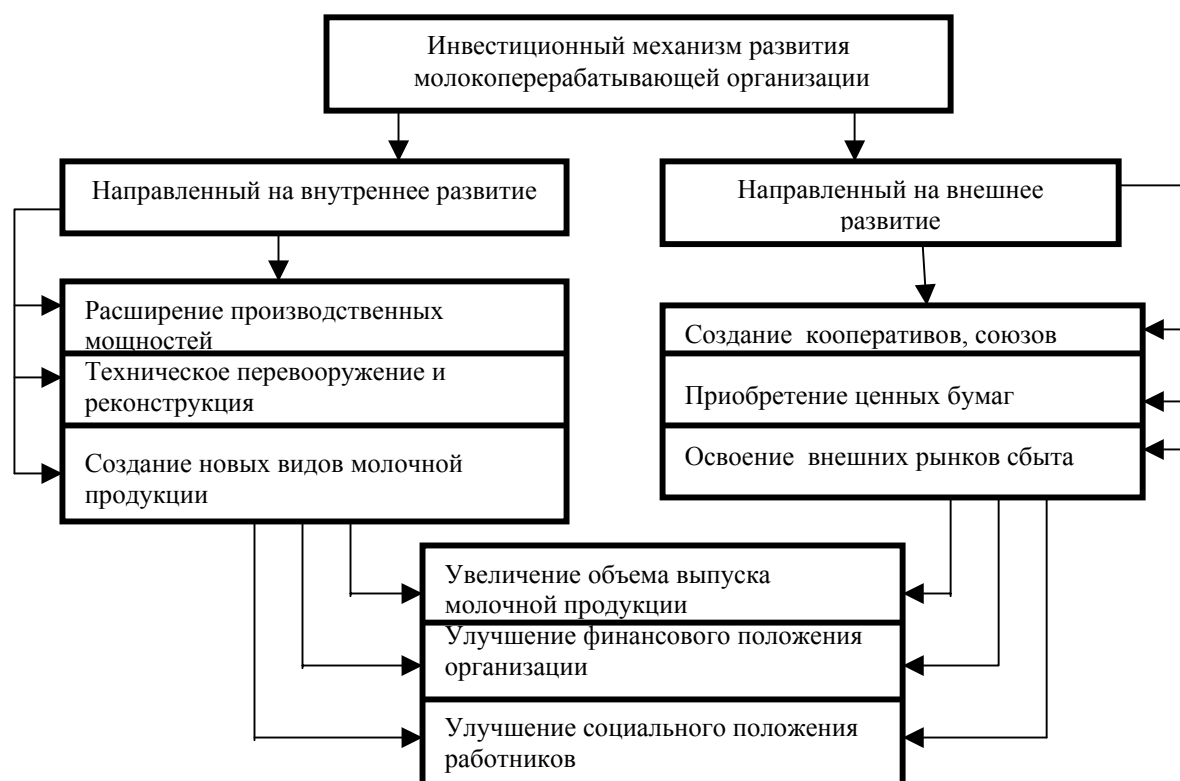 Инвестиционный механизм развития
молокоперерабатывающей организации
Направленный на внутреннее развитие
Направленный на внешнее
развитие
Расширение производственных
мощностей
Техническое перевооружение и
реконструкция
Создание новых видов молочной
продукции
Создание кооперативов, союзов
Приобретение ценных бумаг
Освоение внешних рынков сбыта
Увеличение объема выпуска
молочной продукции
Улучшение финансового положения
организации
Улучшение социального положения
работников